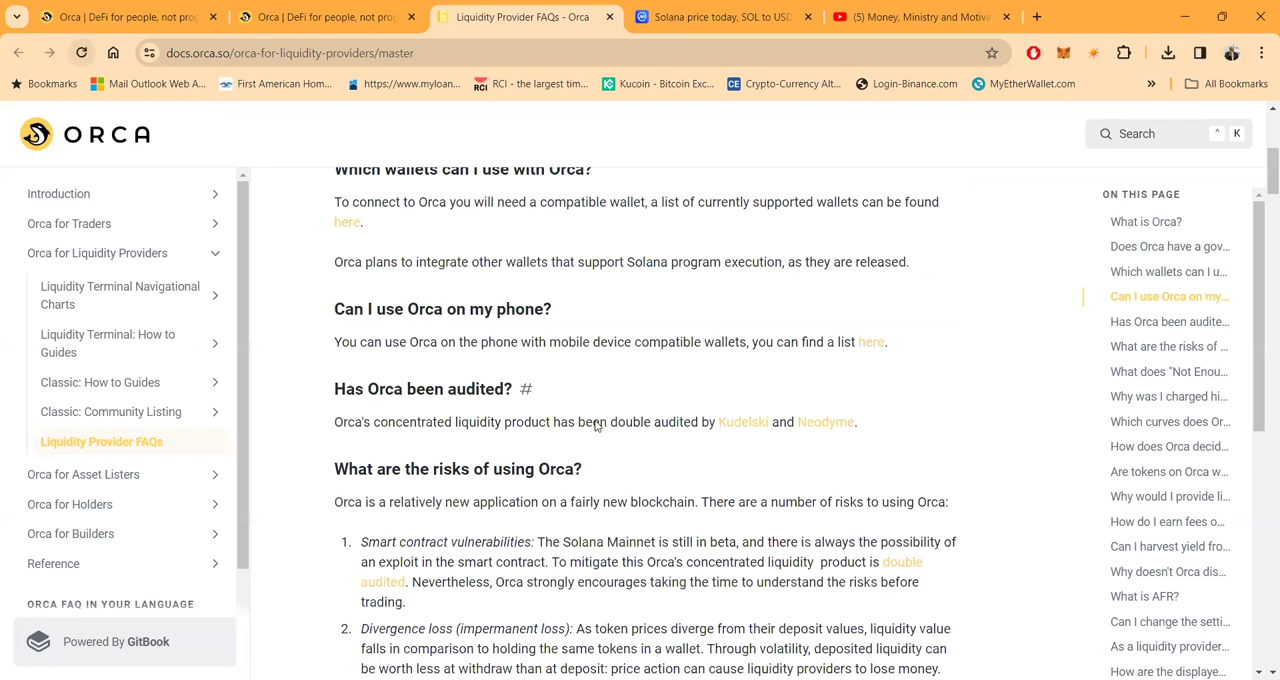 Orca | DeFi for people, not prog
Orca | DeFi for people, not prog
Liquidity Provider FAQs - Orca
Solana price today, SOL to USD
(5) Money, Ministry and Motiva
docs.orca.so/orca-for-liquidity-providers/master
Bookmarks
Mail Outlook Web A...
First American Hom...
https://www.myloan...
RCI - the largest tim...
Kucoin - Bitcoin Exc...
Crypto-Currency Alt...
Login-Binance.com
MyEtherWallet.com
»
All Bookmarks
ORCA
Search
^ K
Introduction
Orca for Traders
Orca for Liquidity Providers
Liquidity Terminal Navigational
Charts
Liquidity Terminal: How to
Guides
Classic: How to Guides
Classic: Community Listing
Liquidity Provider FAQs
Orca for Asset Listers
Orca for Holders
Orca for Builders
Reference
ORCA FAQ IN YOUR LANGUAGE
Powered By GitBook
Which wallets can I use with Orca?
To connect to Orca you will need a compatible wallet, a list of currently supported wallets can be found
here.
Orca plans to integrate other wallets that support Solana program execution, as they are released.
Can I use Orca on my phone?
You can use Orca on the phone with mobile device compatible wallets, you can find a list here.
Has Orca been audited? #
Orca's concentrated liquidity product has been double audited by Kudelski and Neodyme.
What are the risks of using Orca?
Orca is a relatively new application on a fairly new blockchain. There are a number of risks to using Orca:
1. Smart contract vulnerabilities: The Solana Mainnet is still in beta, and there is always the possibility of
an exploit in the smart contract. To mitigate this Orca's concentrated liquidity product is double
audited. Nevertheless, Orca strongly encourages taking the time to understand the risks before
trading.
2. Divergence loss (impermanent loss): As token prices diverge from their deposit values, liquidity value
falls in comparison to holding the same tokens in a wallet. Through volatility, deposited liquidity can
be worth less at withdraw than at deposit: price action can cause liquidity providers to lose money.
ON THIS PAGE
What is Orca?
Does Orca have a gov...
Which wallets can I u...
Can I use Orca on my...
Has Orca been audite...
What are the risks of ...
What does "Not Enou...
Why was I charged hi...
Which curves does Or...
How does Orca decid...
Are tokens on Orca w...
Why would I provide li...
How do I earn fees o...
Can I harvest yield fro...
Why doesn't Orca dis...
What is AFR?
Can I change the setti...
As a liquidity provider...
How are the displaye...